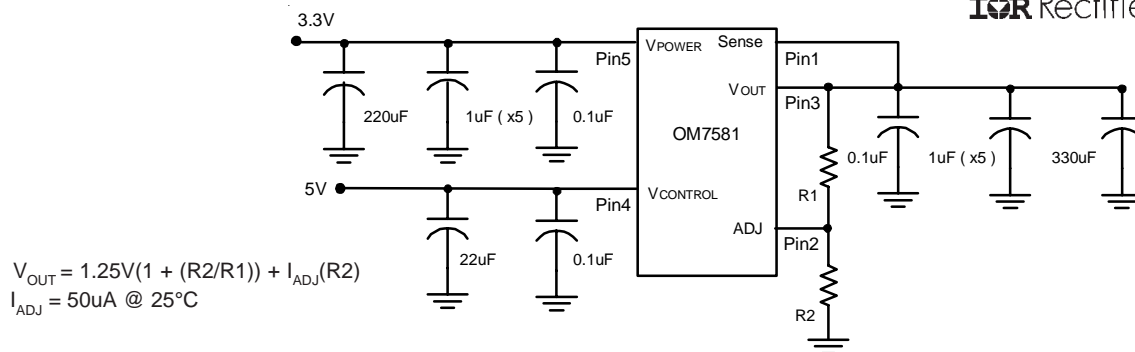 IOR Rectifie
3.3V
VPOWER Sense
Pin5 Pin1
VOUT
Pin3
220uF 1uF ( x5 ) 0.1uF
OM7581
0.1uF 1uF ( x5 ) 330uF
R1
5V
VCONTROL
Pin4
ADJ
Pin2
22uF 0.1uF
R2
VOUT = 1.25V(1 + (R2/R1)) + IADJ(R2)
IADJ = 50uA @ 25°C